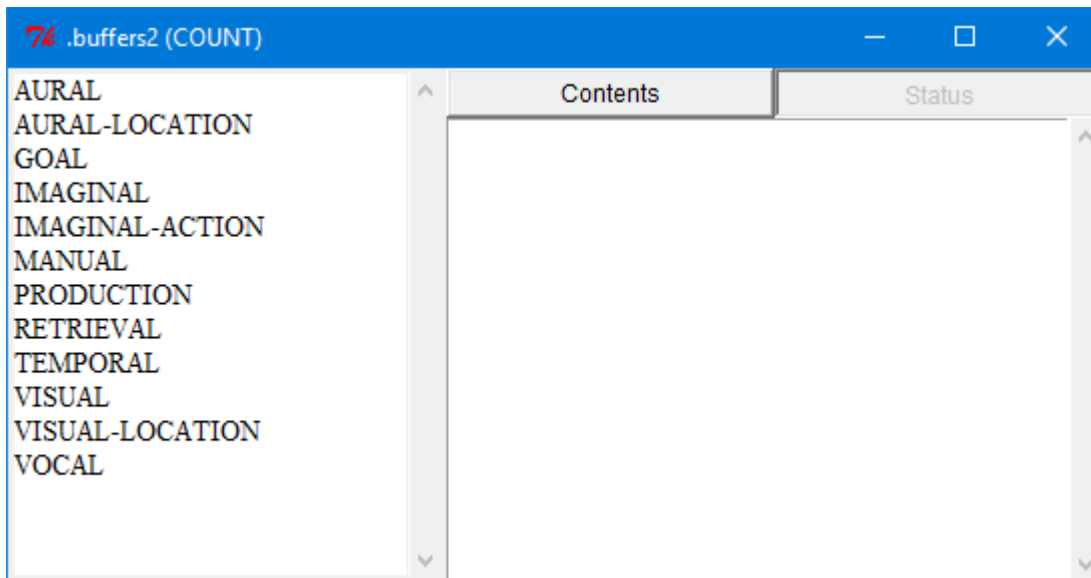 .buffers2 (COUNT)
Contents
Status
AURAL
AURAL-LOCATION
GOAL
IMAGINAL
IMAGINAL-ACTION
MANUAL
PRODUCTION
RETRIEVAL
TEMPORAL
VISUAL
VISUAL-LOCATION
VOCAL